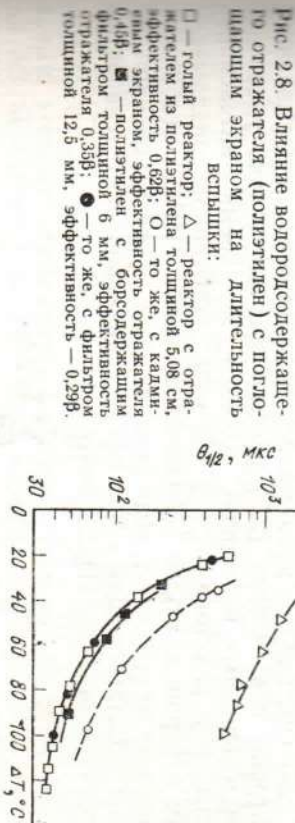 Рис. 2.8. Влияние водородсодержаще-
го отражателя (полиэтилен) с погло-
щающим экраном на длительность
вспышки:
□ — голый реактор; △ — реактор с отра-
жателем из полиэтилена толщиной 5,08 см,
эффективность 0,62β; ○ — то же, с кадми-
евым экраном, эффективность отражателя
0,45β; ■ — полиэтилен с борсодержащим
фильтром толщиной 6 мм, эффективность
отражателя 0,35β; ● — то же, с фильтром
толщиной 12,5 мм, эффективность — 0,29β.
θ1/2, мкс
10³
10²
30
0 20 40 60 80 100 ΔT, °C